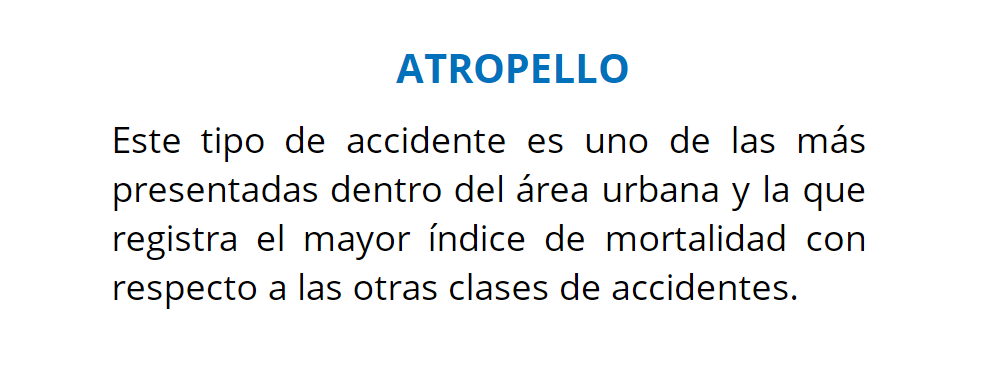 ATROPELLO
Este tipo de accidente es uno de las más
presentadas dentro del área urbana y la que
registra el mayor índice de mortalidad con
respecto a las otras clases de accidentes.